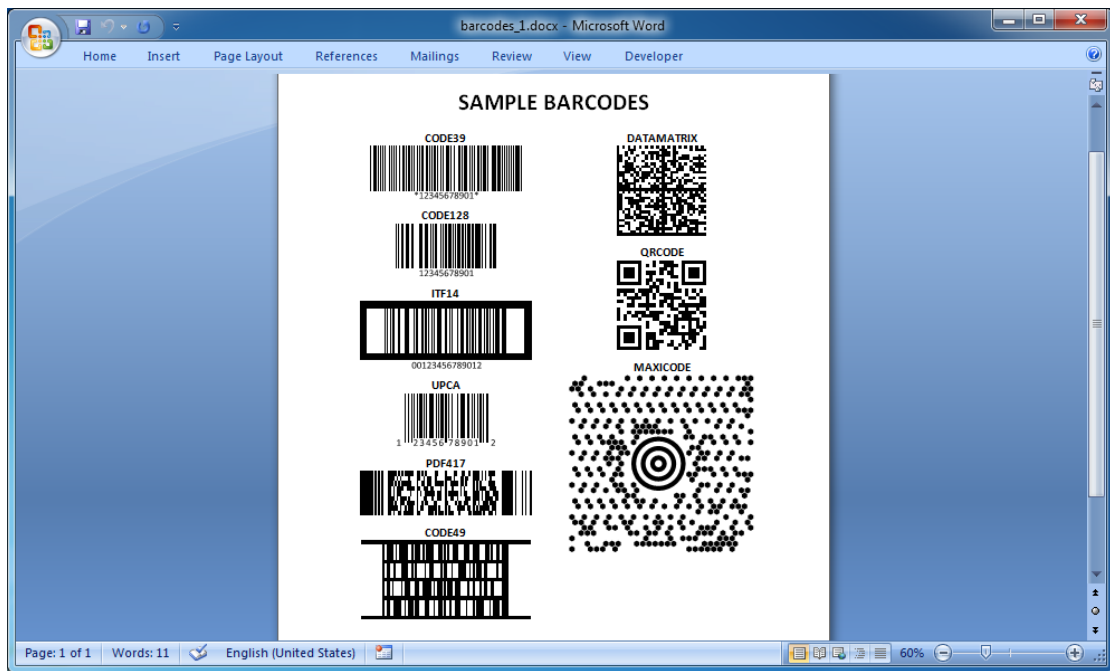 barcodes_1.docx - Microsoft Word
Home Insert Page Layout References Mailings Review View Developer
SAMPLE BARCODES
CODE39
*12345678901*
CODE128
12345678901
ITF14
00123456789012
UPCA
1 23456 78901 2
PDF417
CODE49
DATAMATRIX
QRCODE
MAXICODE
Page: 1 of 1 Words: 11 English (United States) 60%